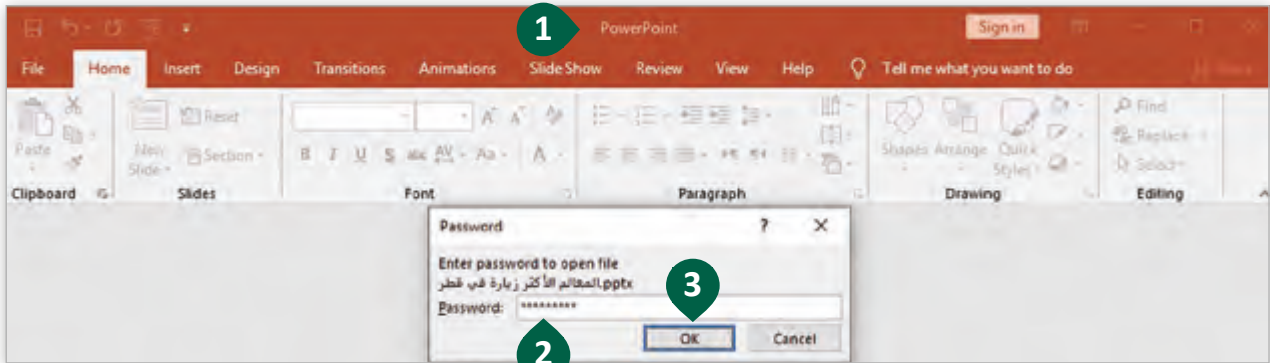 1
PowerPoint
Sign in
File Home Insert Design Transitions Animations Slide Show Review View Help Tell me what you want to do
Paste
New Slide
Reset
Section
B I U S abc AV Aa A
Shapes Arrange Quick Styles
Find
Replace
Select
Clipboard Slides Font Paragraph Drawing Editing
Password ? X
Enter password to open file
المعالم الأكثر زيارة في قطر.pptx
3
Password: *********
OK Cancel
2